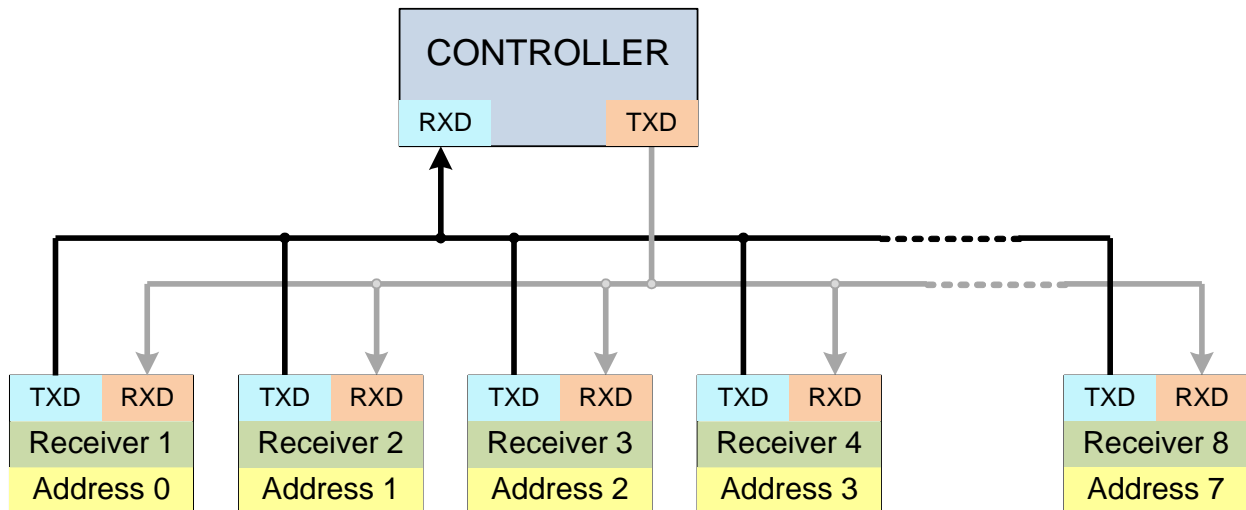 CONTROLLER
RXD TXD
TXD RXD TXD RXD TXD RXD TXD RXD TXD RXD
Receiver 1 Receiver 2 Receiver 3 Receiver 4 Receiver 8
Address 0 Address 1 Address 2 Address 3 Address 7